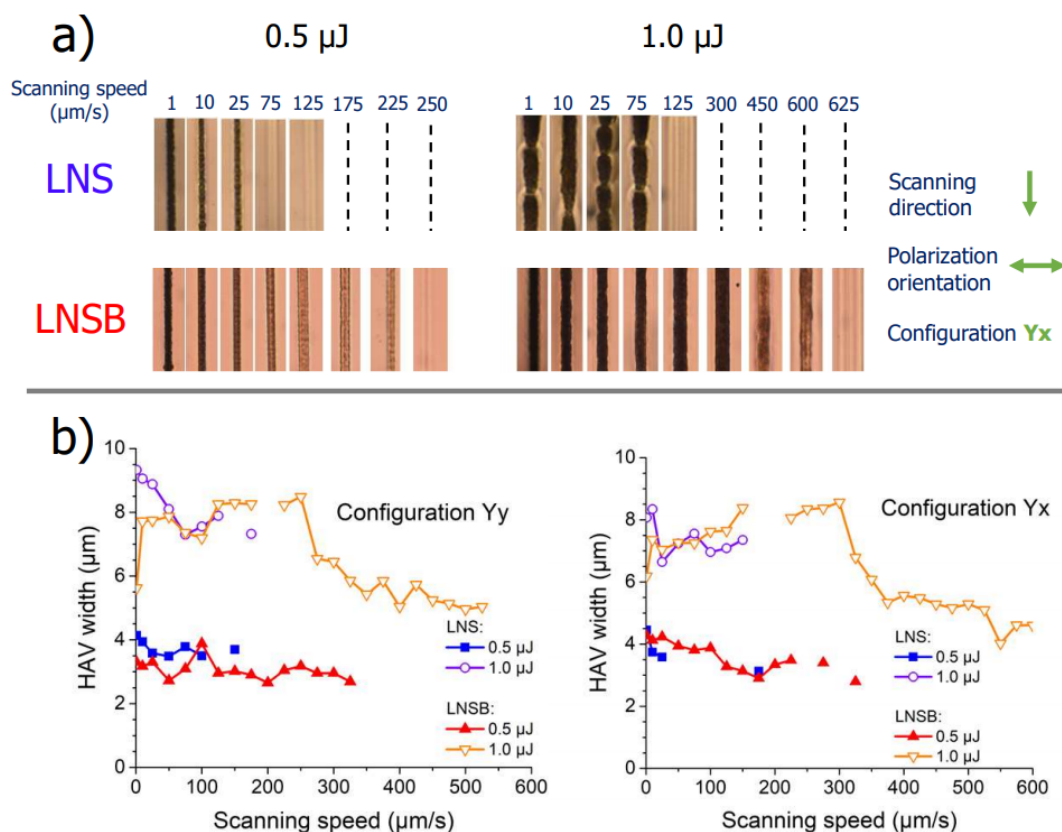 a)
0.5 µJ
1.0 µJ
Scanning speed
(µm/s)
1 10 25 75 125 175 225 250
1 10 25 75 125 300 450 600 625
LNS
LNSB
Scanning
direction
Polarization
orientation
Configuration Yx
b)
10
8
6
4
2
0
HAV width (µm)
Configuration Yy
LNS:
0.5 µJ
1.0 µJ
LNSB:
0.5 µJ
1.0 µJ
0 100 200 300 400 500 600
Scanning speed (µm/s)
10
8
6
4
2
0
HAV width (µm)
Configuration Yx
LNS:
0.5 µJ
1.0 µJ
LNSB:
0.5 µJ
1.0 µJ
0 100 200 300 400 500 600
Scanning speed (µm/s)